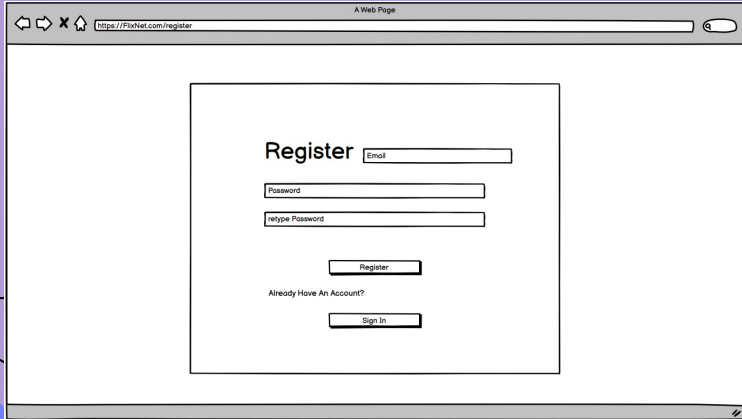 A Web Page
https://FlixNet.com/register
Register
Email
Password
retype Password
Register
Already Have An Account?
Sign In